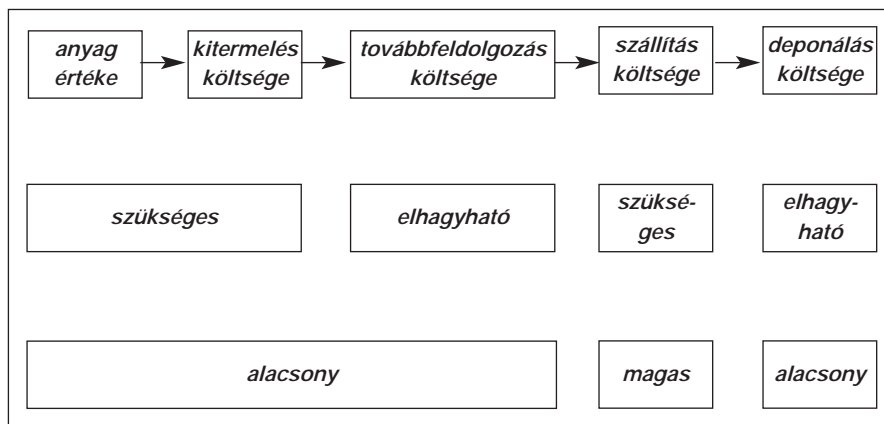 anyag
értéke
kitermelés
költsége
továbbfeldolgozás
költsége
szállítás
költsége
deponálás
költsége
szükséges
elhagyható
szüksé-
ges
elhagy-
ható
alacsony
magas
alacsony